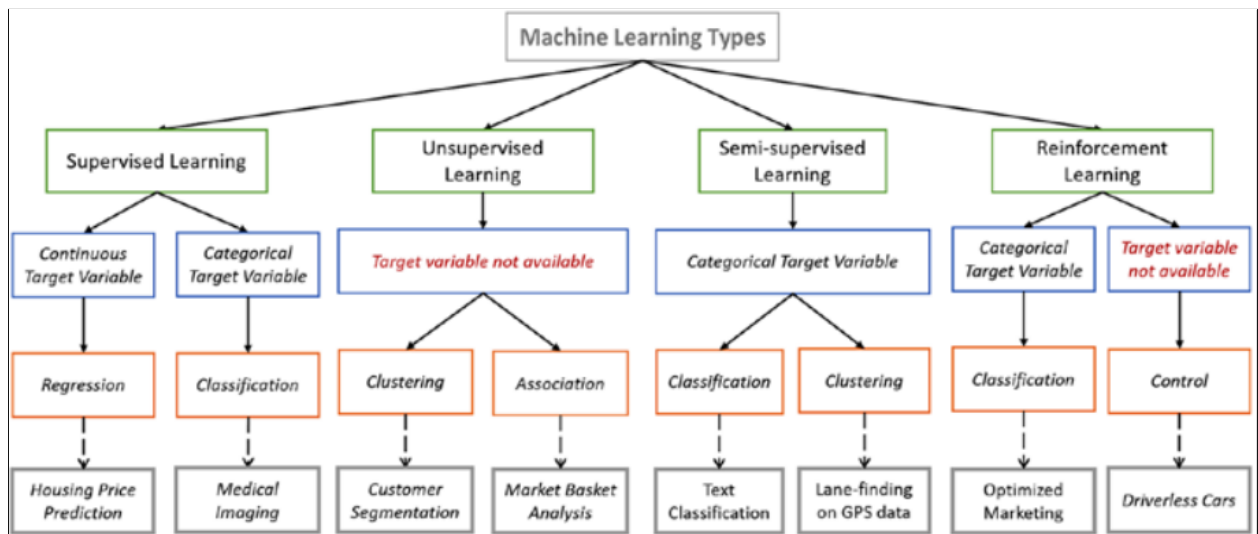 Machine Learning Types
Supervised Learning
Unsupervised
Learning
Semi-supervised
Learning
Reinforcement
Learning
Continuous
Target Variable
Categorical
Target Variable
Target variable not available
Categorical Target Variable
Categorical
Target Variable
Target variable
not available
Regression
Classification
Clustering
Association
Classification
Clustering
Classification
Control
Housing Price
Prediction
Medical
Imaging
Customer
Segmentation
Market Basket
Analysis
Text
Classification
Lane-finding
on GPS data
Optimized
Marketing
Driverless Cars